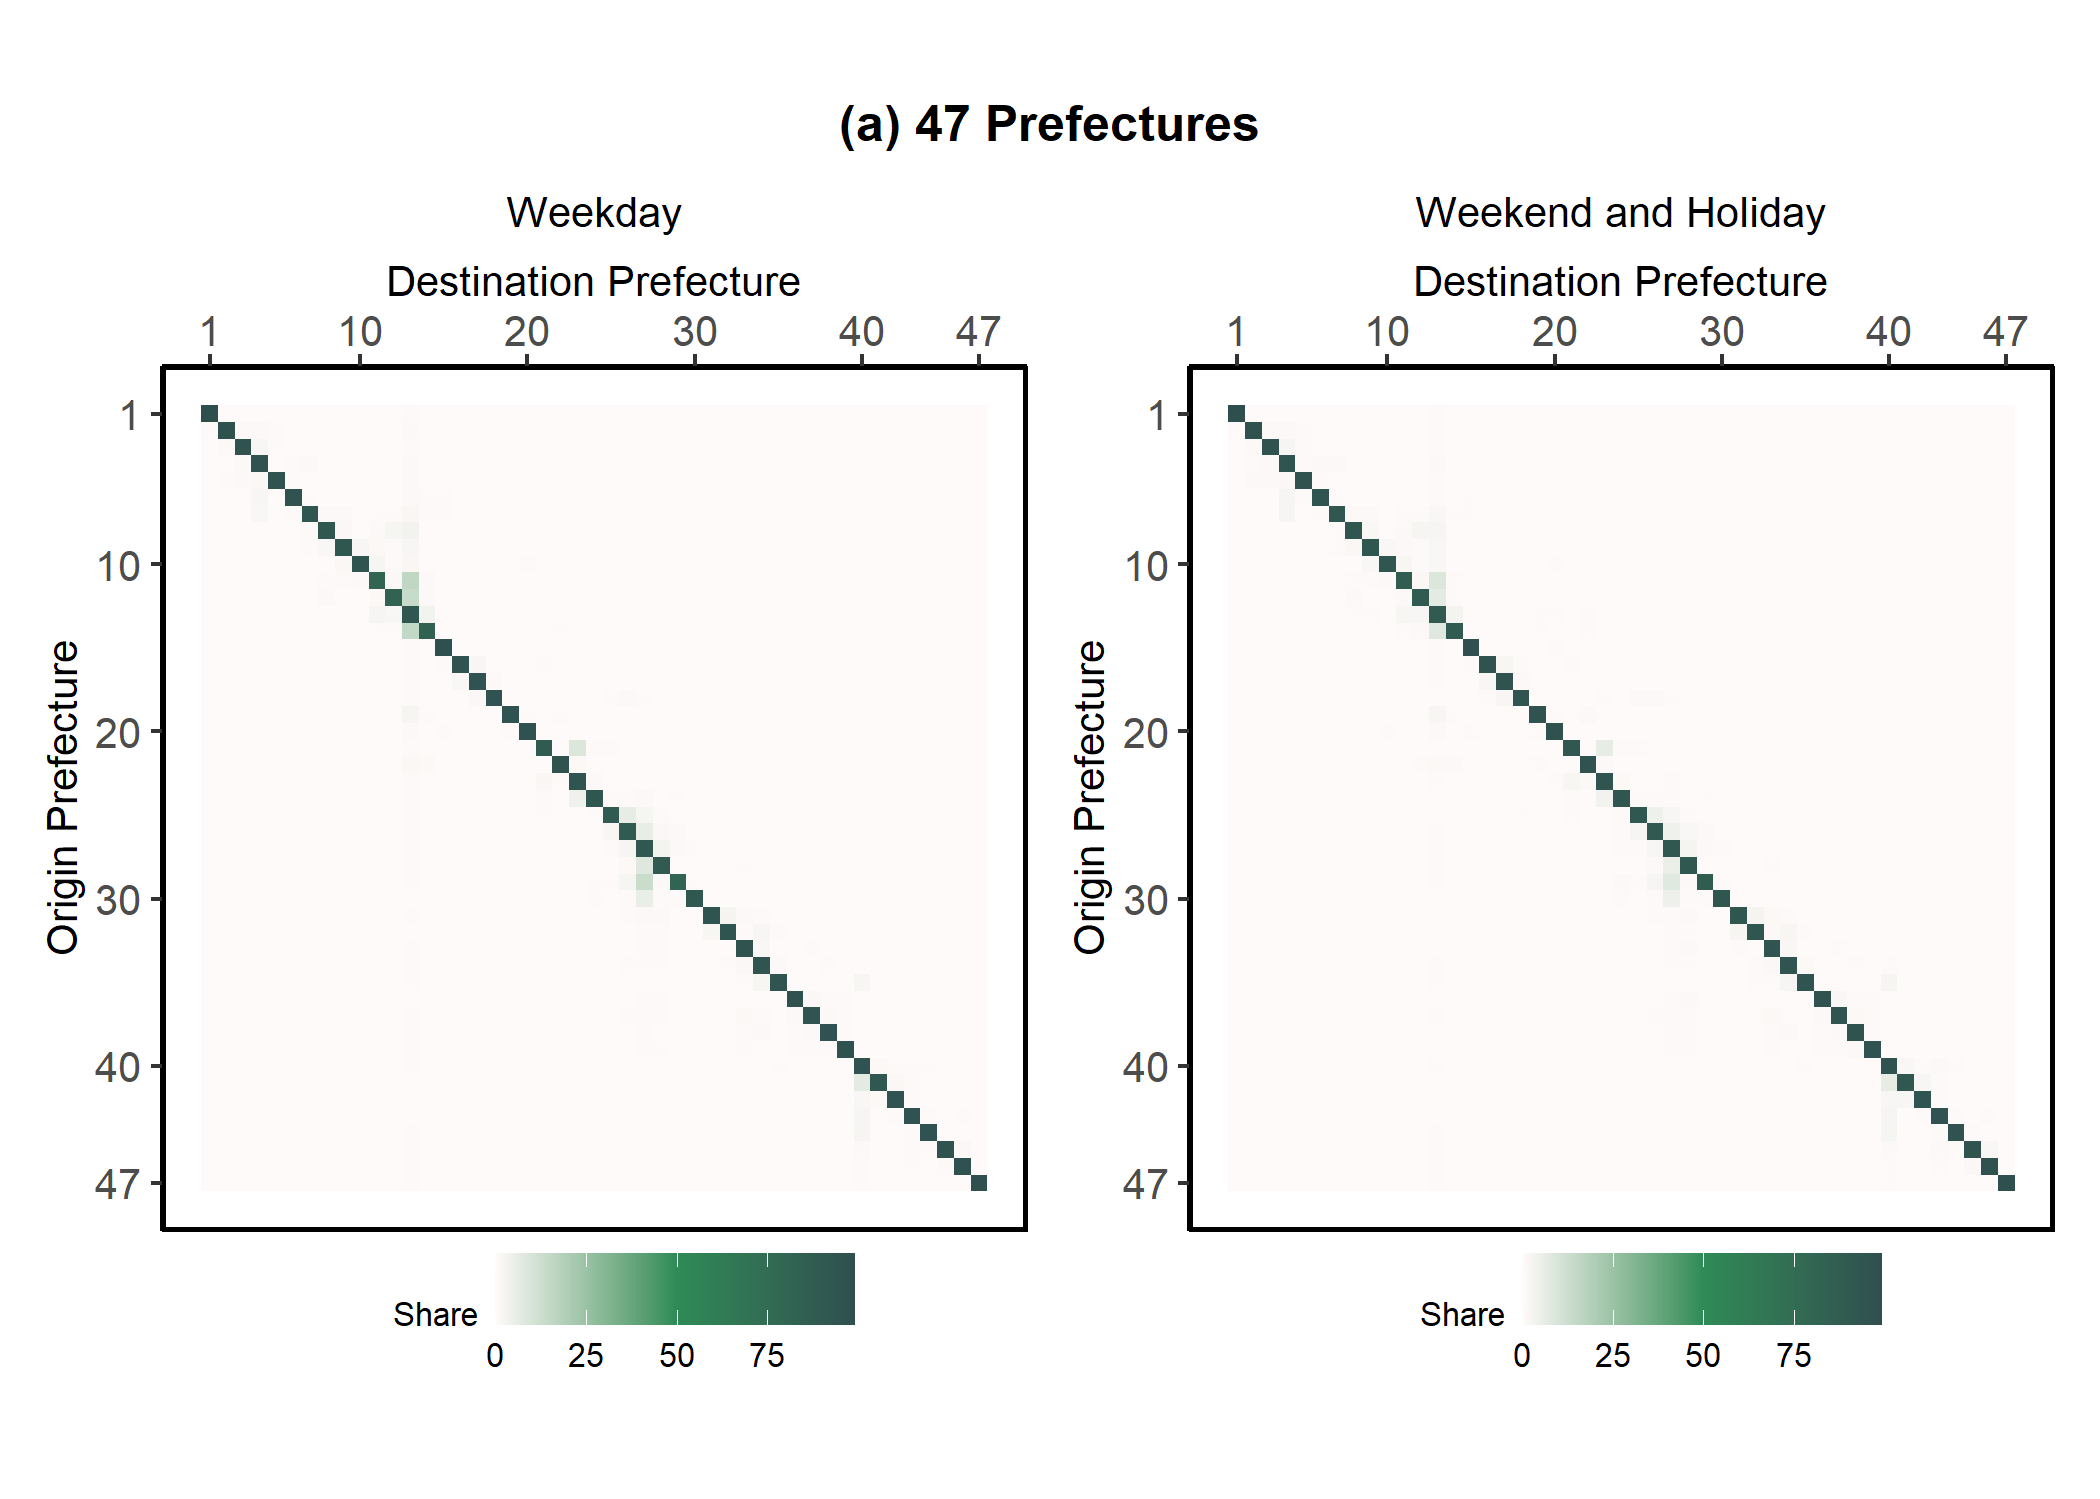 (a) 47 Prefectures
Weekday
Destination Prefecture
1 10 20 30 40 47
Origin Prefecture
1
10
20
30
40
47
Share
0 25 50 75
Weekend and Holiday
Destination Prefecture
1 10 20 30 40 47
Origin Prefecture
1
10
20
30
40
47
Share
0 25 50 75